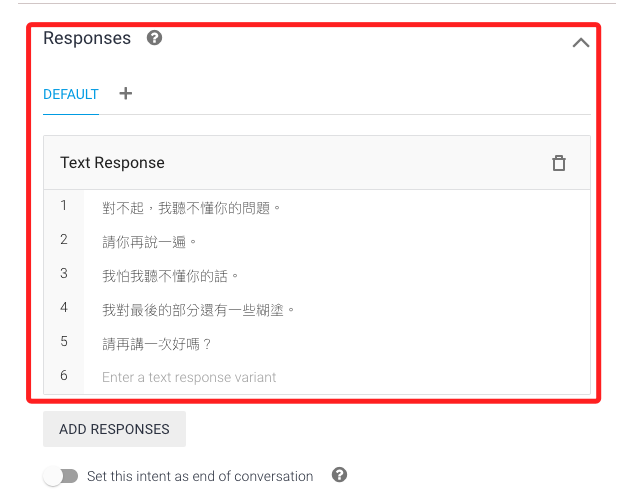 Responses
DEFAULT
Text Response
1 對不起，我聽不懂你的問題。
2 請你再說一遍。
3 我怕我聽不懂你的話。
4 我對最後的部分還有一些糊塗。
5 請再講一次好嗎？
6 Enter a text response variant
ADD RESPONSES
Set this intent as end of conversation